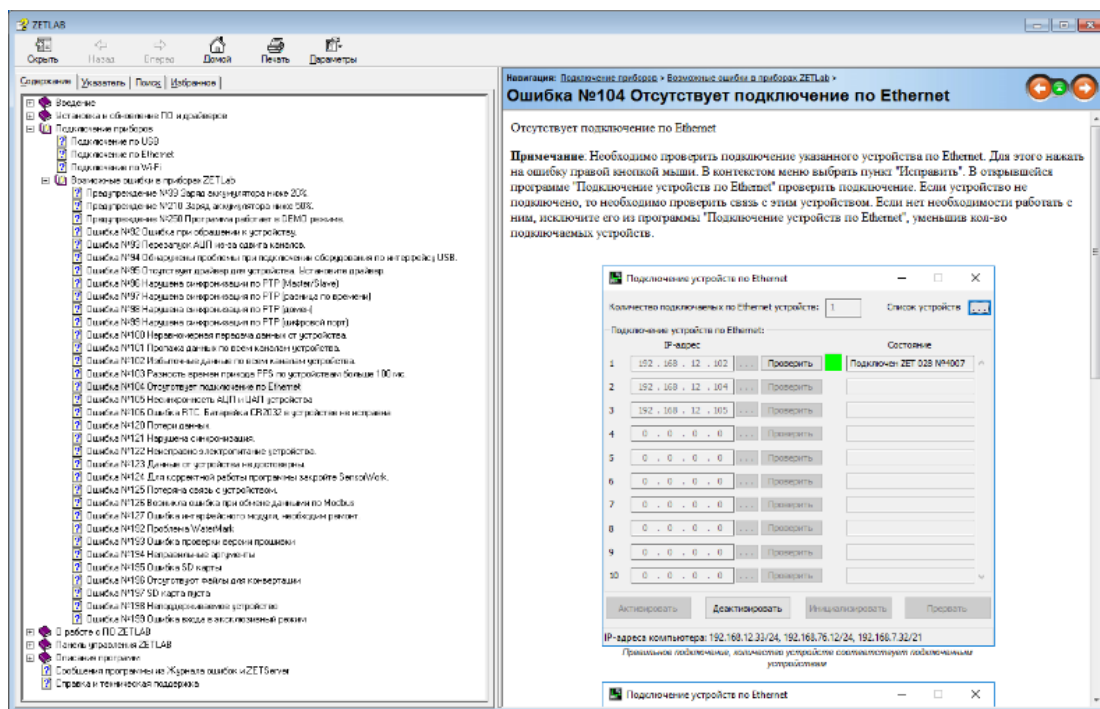 ZETLAB
Скрыть Назад Вперед Домой Печать Параметры
Содержание Указатель Поиск Избранное
Введение
Установка и обновление ПО и драйверов
Подключение приборов
Подключение по USB
Подключение по Ethernet
Подключение по Wi-Fi
Возможные ошибки в приборах ZETLab
Предупреждение №39 Заряд аккумулятора ниже 20%.
Предупреждение №210 Заряд аккумулятора ниже 50%.
Предупреждение №250 Программа работает в DEMO режиме.
Ошибка №92 Ошибка при обращении к устройству.
Ошибка №93 Перезапуск АЦП из-за сдвига каналов.
Ошибка №94 Обнаружены проблемы при подключении оборудования по интерфейсу USB.
Ошибка №95 Отсутствует драйвер для устройства. Установите драйвер
Ошибка №96 Нарушена синхронизация по PTP (Master/Slave)
Ошибка №97 Нарушена синхронизация по PTP (разница по времени)
Ошибка №98 Нарушена синхронизация по PTP (домен)
Ошибка №99 Нарушена синхронизация по PTP (цифровой порт)
Ошибка №100 Неравномерная передача данных от устройства.
Ошибка №101 Пропажа данных по всем каналам устройства.
Ошибка №102 Избыточные данные по всем каналам устройства.
Ошибка №103 Разность времен прихода PPS по устройствам больше 100 мс
Ошибка №104 Отсутствует подключение по Ethernet
Ошибка №105 Несинхронность АЦП и ЦАП устройства
Ошибка №106 Ошибка RTC. Батарейка CR2032 в устройстве не исправна
Ошибка №120 Потери данных.
Ошибка №121 Нарушена синхронизация.
Ошибка №122 Неисправно электропитание устройства.
Ошибка №123 Данные от устройства не достоверны.
Ошибка №124 Для корректной работы программы закройте SensorWork.
Ошибка №125 Потеряна связь с устройством.
Ошибка №126 Возникла ошибка при обмене данными по Modbus
Ошибка №127 Ошибка интерфейсного модуля, необходим ремонт.
Ошибка №192 Проблема WaterMark
Ошибка №193 Ошибка проверки версии прошивки
Ошибка №194 Неправильные аргументы
Ошибка №195 Ошибка SD карты
Ошибка №196 Отсутствуют файлы для конвертации
Ошибка №197 SD карта пуста
Ошибка №198 Неподдерживаемое устройство
Ошибка №199 Ошибка входа в эксклюзивный режим
О работе с ПО ZETLAB
Панель управления ZETLAB
Описания программ
Сообщения программы из Журнала ошибок и ZETServer
Справка и техническая поддержка
Навигация: Подключение приборов > Возможные ошибки в приборах ZETLab >
Ошибка №104 Отсутствует подключение по Ethernet
Отсутствует подключение по Ethernet
Примечание: Необходимо проверить подключение указанного устройства по Ethernet. Для этого нажать
на ошибку правой кнопкой мыши. В контекстом меню выбрать пункт "Исправить". В открывшейся
программе "Подключение устройств по Ethernet" проверить подключение. Если устройство не
подключено, то необходимо проверить связь с этим устройством. Если нет необходимости работать с
ним, исключите его из программы "Подключение устройств по Ethernet", уменьшив кол-во
подключаемых устройств.
Подключение устройств по Ethernet
Количество подключаемых по Ethernet устройств: 1 Список устройств ...
Подключение устройств по Ethernet:
IP-адрес Состояние
1 192 . 168 . 12 . 102 ... Проверить Подключен ZET 028 №4007
2 192 . 168 . 12 . 104 ... Проверить
3 192 . 168 . 12 . 105 ... Проверить
4 0 . 0 . 0 . 0 ... Проверить
5 0 . 0 . 0 . 0 ... Проверить
6 0 . 0 . 0 . 0 ... Проверить
7 0 . 0 . 0 . 0 ... Проверить
8 0 . 0 . 0 . 0 ... Проверить
9 0 . 0 . 0 . 0 ... Проверить
10 0 . 0 . 0 . 0 ... Проверить
Активировать Деактивировать Инициализировать Прервать
IP-адреса компьютера: 192.168.12.33/24, 192.168.76.12/24, 192.168.7.32/21
Правильное подключение, количество устройств соответствует подключенным
устройствам
Подключение устройств по Ethernet